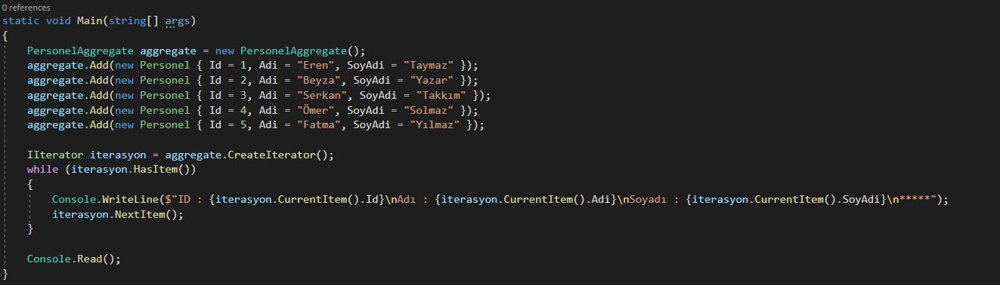 0 references
static void Main(string[] args)
{
PersonelAggregate aggregate = new PersonelAggregate();
aggregate.Add(new Personel { Id = 1, Adi = "Eren", SoyAdi = "Taymaz" });
aggregate.Add(new Personel { Id = 2, Adi = "Beyza", SoyAdi = "Yazar" });
aggregate.Add(new Personel { Id = 3, Adi = "Serkan", SoyAdi = "Takkım" });
aggregate.Add(new Personel { Id = 4, Adi = "Ömer", SoyAdi = "Solmaz" });
aggregate.Add(new Personel { Id = 5, Adi = "Fatma", SoyAdi = "Yılmaz" });
IIterator iterasyon = aggregate.CreateIterator();
while (iterasyon.HasItem())
{
Console.WriteLine($"ID : {iterasyon.CurrentItem().Id}\nAdı : {iterasyon.CurrentItem().Adi}\nSoyadı : {iterasyon.CurrentItem().SoyAdi}\n*****");
iterasyon.NextItem();
}
Console.Read();
}